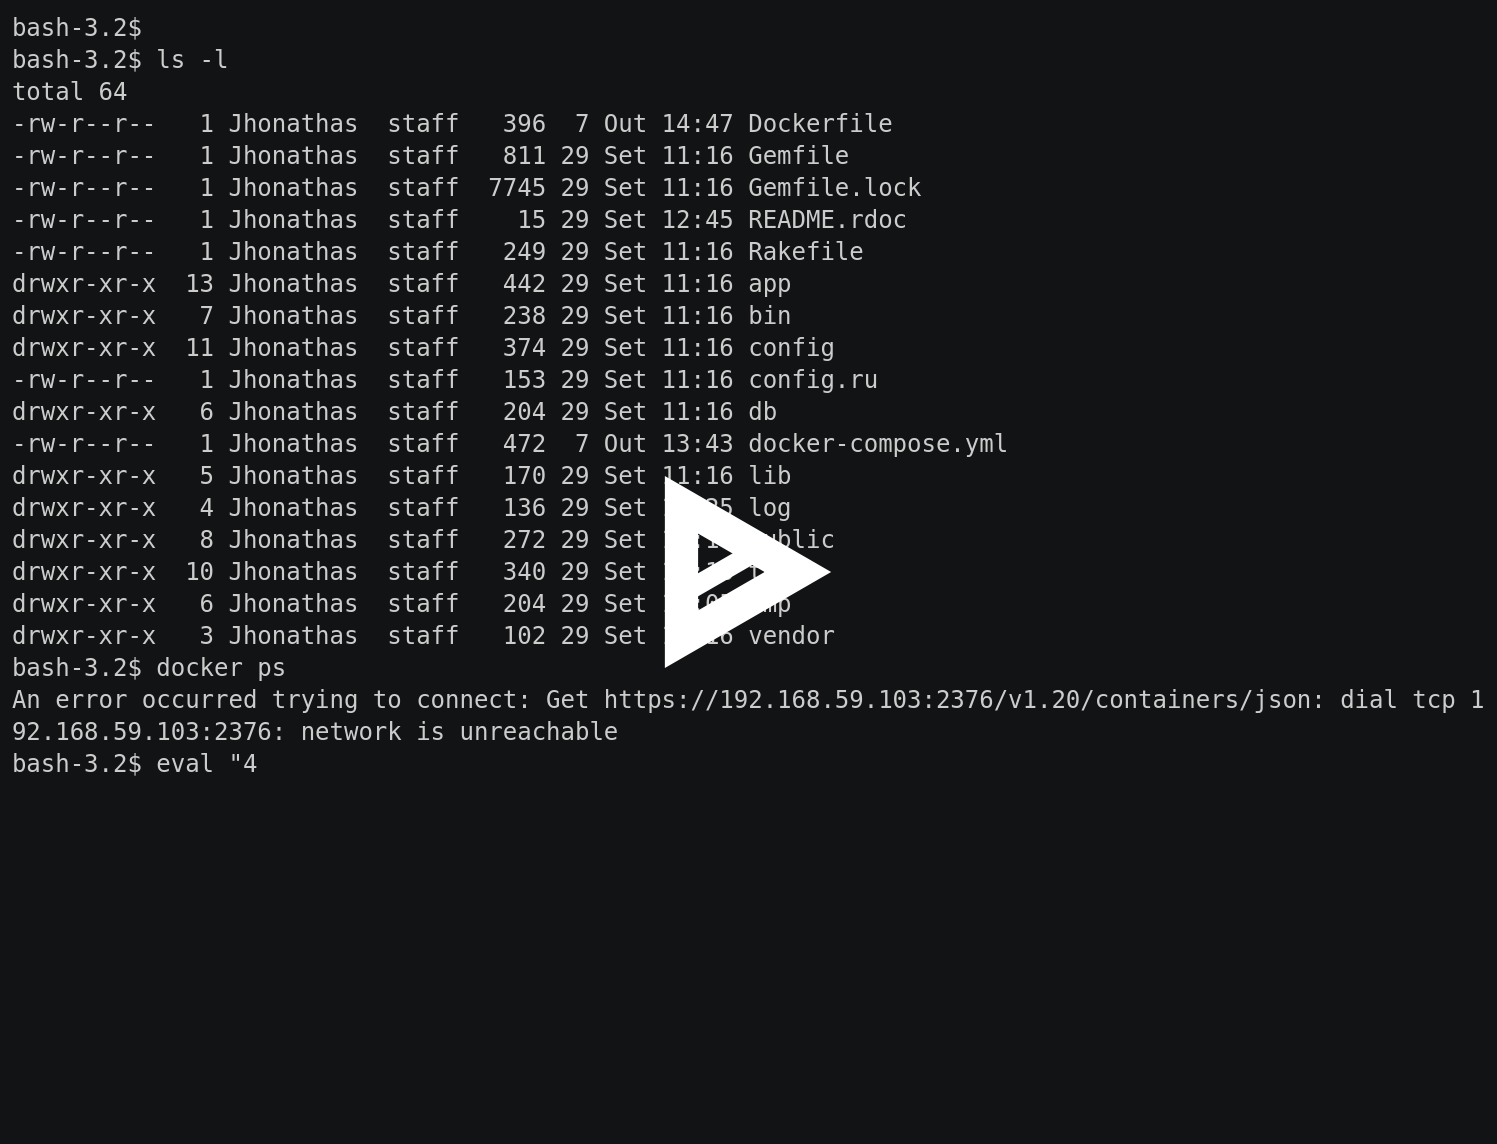 bash-3.2$
bash-3.2$ ls -l
total 64
-rw-r--r--   1 Jhonathas  staff   396  7 Out 14:47 Dockerfile
-rw-r--r--   1 Jhonathas  staff   811 29 Set 11:16 Gemfile
-rw-r--r--   1 Jhonathas  staff  7745 29 Set 11:16 Gemfile.lock
-rw-r--r--   1 Jhonathas  staff    15 29 Set 12:45 README.rdoc
-rw-r--r--   1 Jhonathas  staff   249 29 Set 11:16 Rakefile
drwxr-xr-x  13 Jhonathas  staff   442 29 Set 11:16 app
drwxr-xr-x   7 Jhonathas  staff   238 29 Set 11:16 bin
drwxr-xr-x  11 Jhonathas  staff   374 29 Set 11:16 config
-rw-r--r--   1 Jhonathas  staff   153 29 Set 11:16 config.ru
drwxr-xr-x   6 Jhonathas  staff   204 29 Set 11:16 db
-rw-r--r--   1 Jhonathas  staff   472  7 Out 13:43 docker-compose.yml
drwxr-xr-x   5 Jhonathas  staff   170 29 Set 11:16 lib
drwxr-xr-x   4 Jhonathas  staff   136 29 Set log
drwxr-xr-x   8 Jhonathas  staff   272 29 Set
drwxr-xr-x  10 Jhonathas  staff   340 29 Set
drwxr-xr-x   6 Jhonathas  staff   204 29 Set
drwxr-xr-x   3 Jhonathas  staff   102 29 Set vendor
bash-3.2$ docker ps
An error occurred trying to connect: Get https://192.168.59.103:2376/v1.20/containers/json: dial tcp 1
92.168.59.103:2376: network is unreachable
bash-3.2$ eval "4